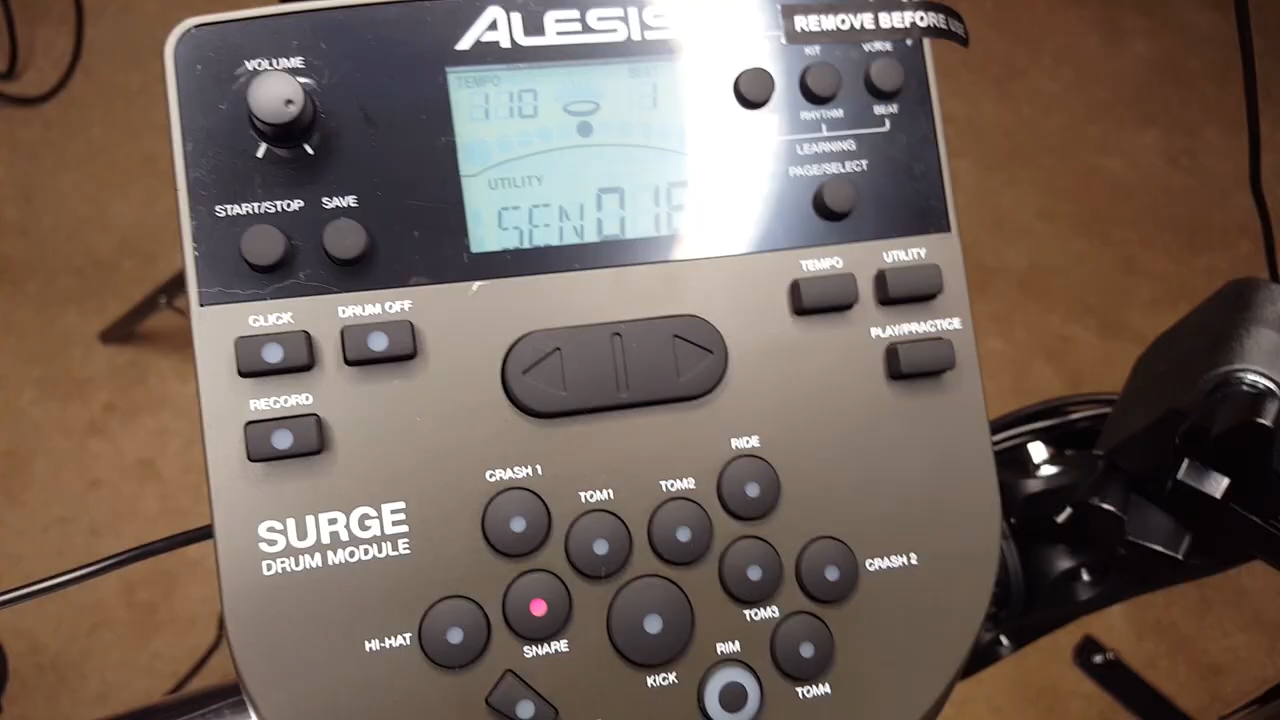 ALESIS
REMOVE BEFORE USE
VOLUME
TEMPO
110
1
KIT
VOICE
RHYTHM
BEAT
LEARNING
UTILITY
PAGE/SELECT
START/STOP
SAVE
TEMPO
UTILITY
CLICK
DRUM OFF
PLAY/PRACTICE
RECORD
RIDE
CRASH 1
TOM1
TOM2
SURGE
DRUM MODULE
CRASH 2
TOM3
HI-HAT
SNARE
RIM
KICK
TOM4